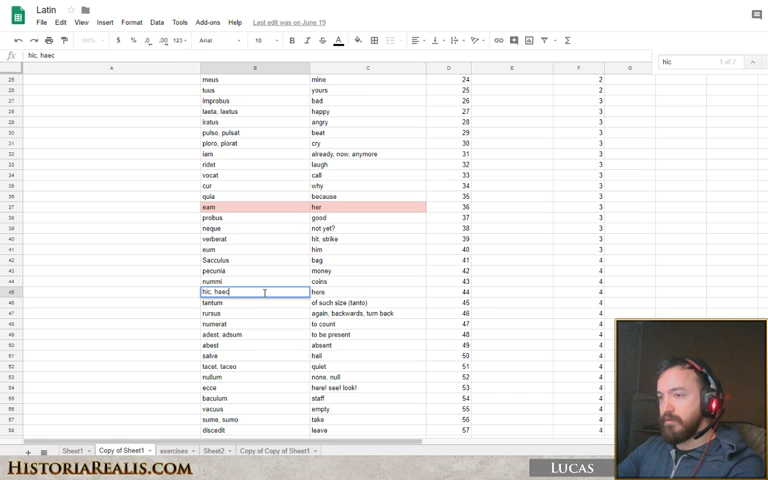 Latin
File Edit View Insert Format Data Tools Add-ons Help Last edit was on June 19
100% $ % .0 .00 123 Arial 10 B I S A
fx hic, haec
hic 1 of 2
A B C D E F G
25 meus mine 24 2
26 tuus yours 25 2
27 improbus bad 26 3
28 laeta, laetus happy 27 3
29 iratus angry 28 3
30 pulso, pulsat beat 29 3
31 ploro, plorat cry 30 3
32 iam already, now, anymore 31 3
33 ridet laugh 32 3
34 vocat call 33 3
35 cur why 34 3
36 quia because 35 3
37 eam her 36 3
38 probus good 37 3
39 neque not yet? 38 3
40 verberat hit, strike 39 3
41 eum him 40 3
42 Sacculus bag 41 4
43 pecunia money 42 4
44 nummi coins 43 4
45 hic, haec here 44 4
46 tantum of such size (tanto) 45 4
47 rursus again, backwards, turn back 46 4
48 numerat to count 47 4
49 adest, adsum to be present 48 4
50 abest absent 49 4
51 salve hail 50 4
52 tacet, taceo quiet 51 4
53 nullum none, null 52 4
54 ecce here! see! look! 53 4
55 baculum staff 54 4
56 vacuus empty 55 4
57 sume, sumo take 56 4
58 discedit leave 57 4
Sheet1 Copy of Sheet1 exercises Sheet2 Copy of Copy of Sheet1
HISTORIAREALIS.COM LUCAS